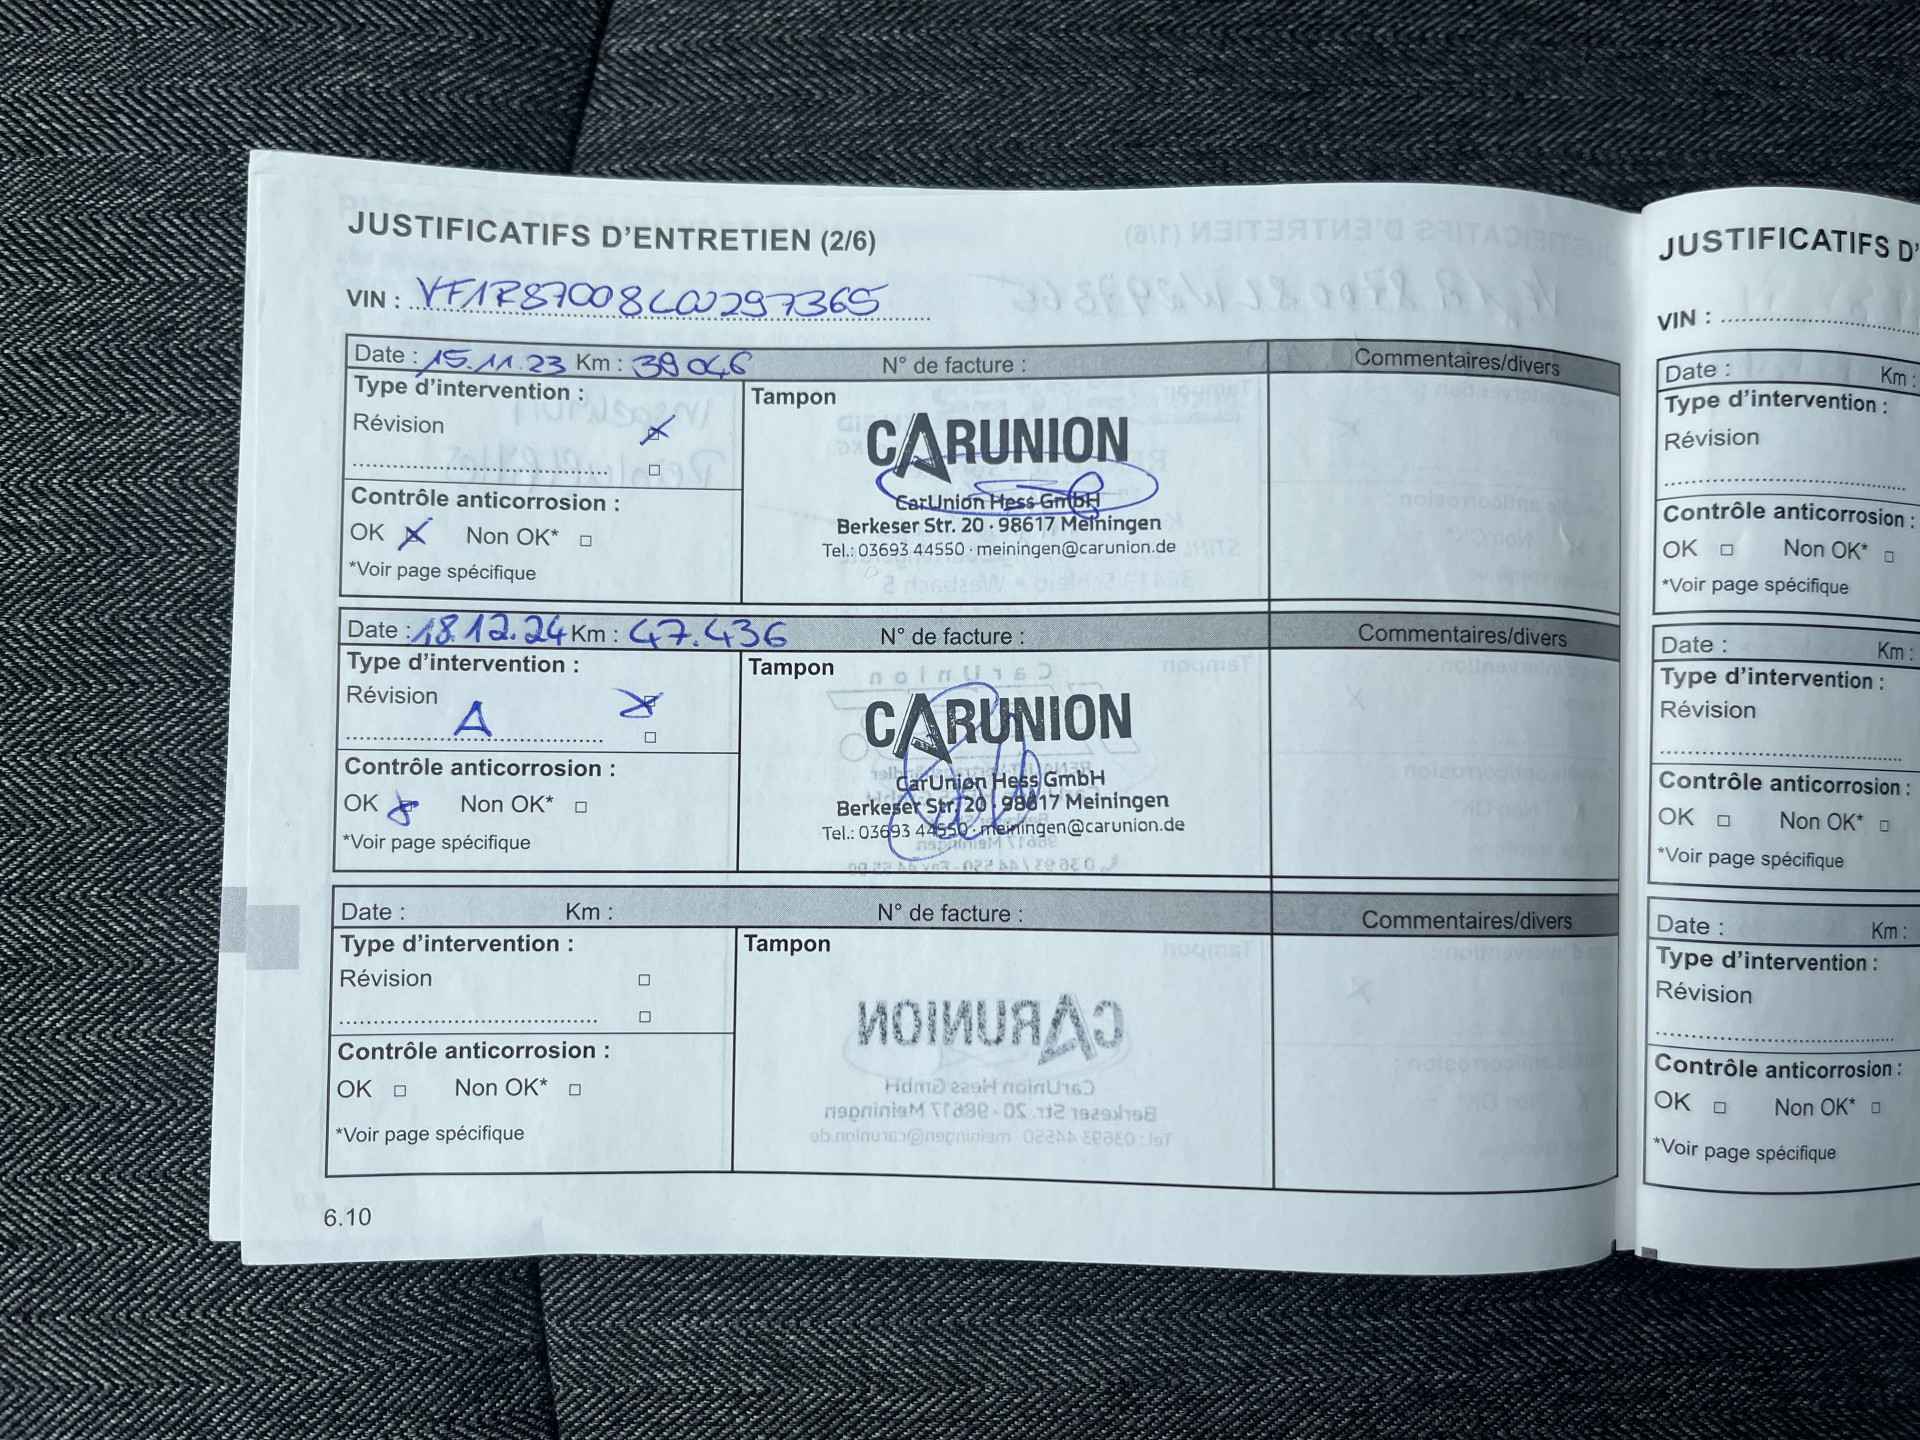 JUSTIFICATIFS D'ENTRETIEN (2/6)
VIN : VF1R87008LW297365
Date : 15.11.23 Km : 39046 N° de facture : Commentaires/divers
Type d'intervention :
Révision
Tampon
CARUNION
CarUnion Hess GmbH
Berkeser Str. 20 · 98617 Meiningen
Tel.: 03693 44550 · meiningen@carunion.de
Contrôle anticorrosion :
OK Non OK*
*Voir page spécifique
Date : 18.12.24 Km : 47.436 N° de facture : Commentaires/divers
Type d'intervention :
Révision
A
Tampon
CARUNION
CarUnion Hess GmbH
Berkeser Str. 20 · 98617 Meiningen
Tel.: 03693 44550 · meiningen@carunion.de
Contrôle anticorrosion :
OK Non OK*
*Voir page spécifique
Date : Km : N° de facture : Commentaires/divers
Type d'intervention :
Révision
Tampon
Contrôle anticorrosion :
OK Non OK*
*Voir page spécifique
6.10
JUSTIFICATIFS D'
VIN :
Date : Km :
Type d'intervention :
Révision
Contrôle anticorrosion :
OK Non OK*
*Voir page spécifique
Date : Km :
Type d'intervention :
Révision
Contrôle anticorrosion :
OK Non OK*
*Voir page spécifique
Date : Km :
Type d'intervention :
Révision
Contrôle anticorrosion :
OK Non OK*
*Voir page spécifique